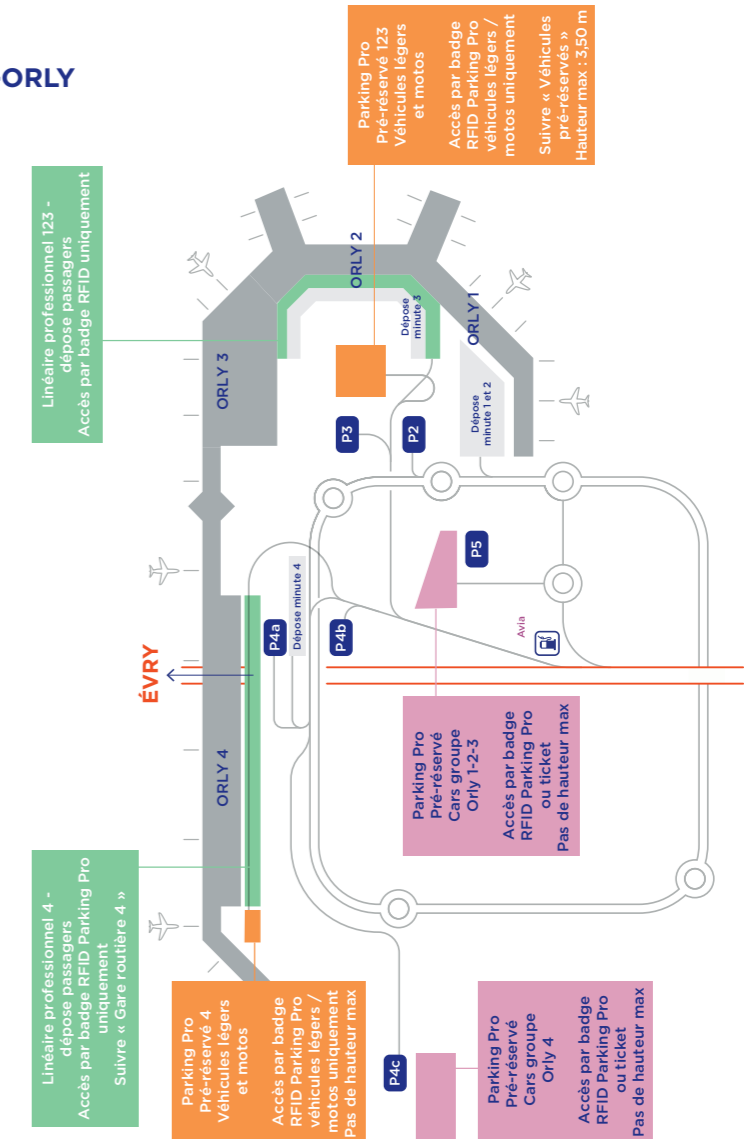 ORLY
Linéaire professionnel 123 -
dépose passagers
Accès par badge RFID uniquement
Parking Pro
Pré-réservé 123
Véhicules légers
et motos
Accès par badge
RFID Parking Pro
véhicules légers /
motos uniquement
Suivre « Véhicules
pré-réservés »
Hauteur max : 3,50 m
ORLY 3
ORLY 2
ORLY 1
Dépose
minute 3
Dépose
minute 1 et 2
P3
P2
P5
Avia
P4a
Dépose minute 4
P4b
ÉVRY
ORLY 4
Parking Pro
Pré-réservé
Cars groupe
Orly 1-2-3
Accès par badge
RFID Parking Pro
ou ticket
Pas de hauteur max
Linéaire professionnel 4 -
dépose passagers
Accès par badge RFID Parking Pro
uniquement
Suivre « Gare routière 4 »
Parking Pro
Pré-réservé 4
Véhicules légers
et motos
Accès par badge
RFID Parking Pro
véhicules légers /
motos uniquement
Pas de hauteur max
P4c
Parking Pro
Pré-réservé
Cars groupe
Orly 4
Accès par badge
RFID Parking Pro
ou ticket
Pas de hauteur max